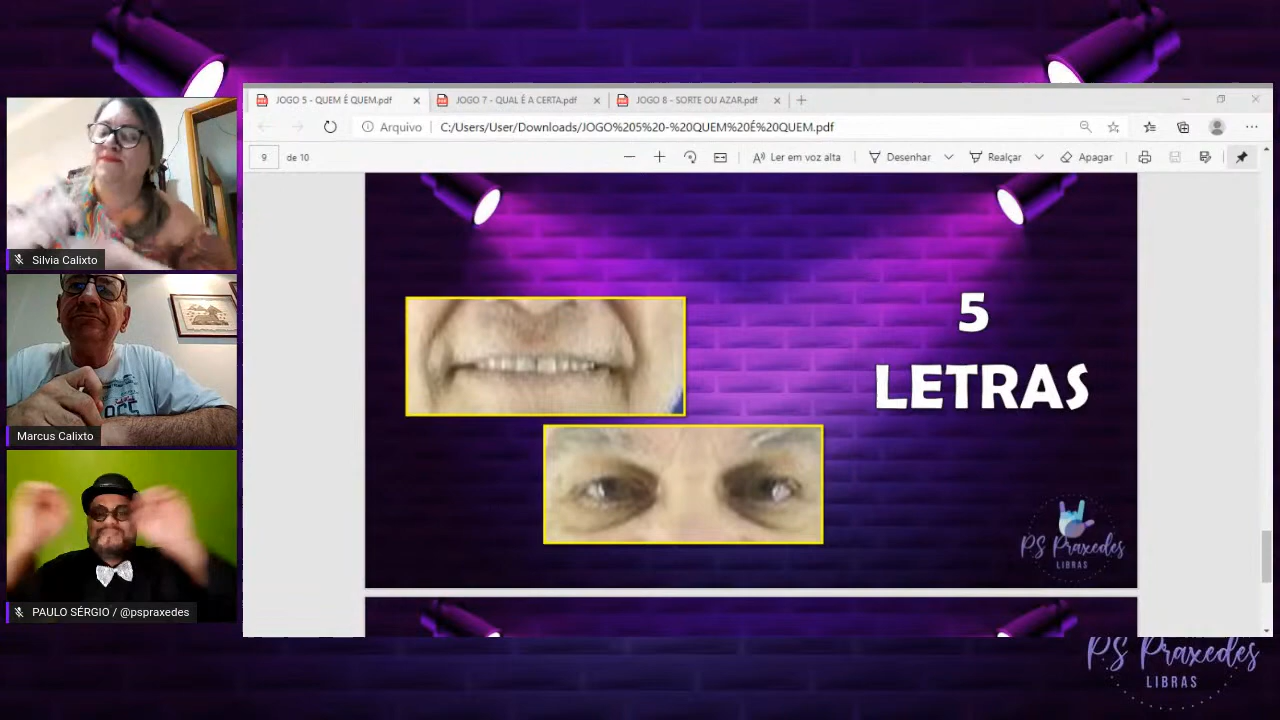 JOGO 5 - QUEM É QUEM.pdf
JOGO 7 - QUAL É A CERTA.pdf
JOGO 8 - SORTE OU AZAR.pdf
Arquivo
C:/Users/User/Downloads/JOGO%205%20-%20QUEM%20É%20QUEM.pdf
9 de 10
Ler em voz alta
Desenhar
Realçar
Apagar
Silvia Calixto
Marcus Calixto
PAULO SÉRGIO / @pspraxedes
5
LETRAS
PS Praxedes
LIBRAS
PS Praxedes
LIBRAS